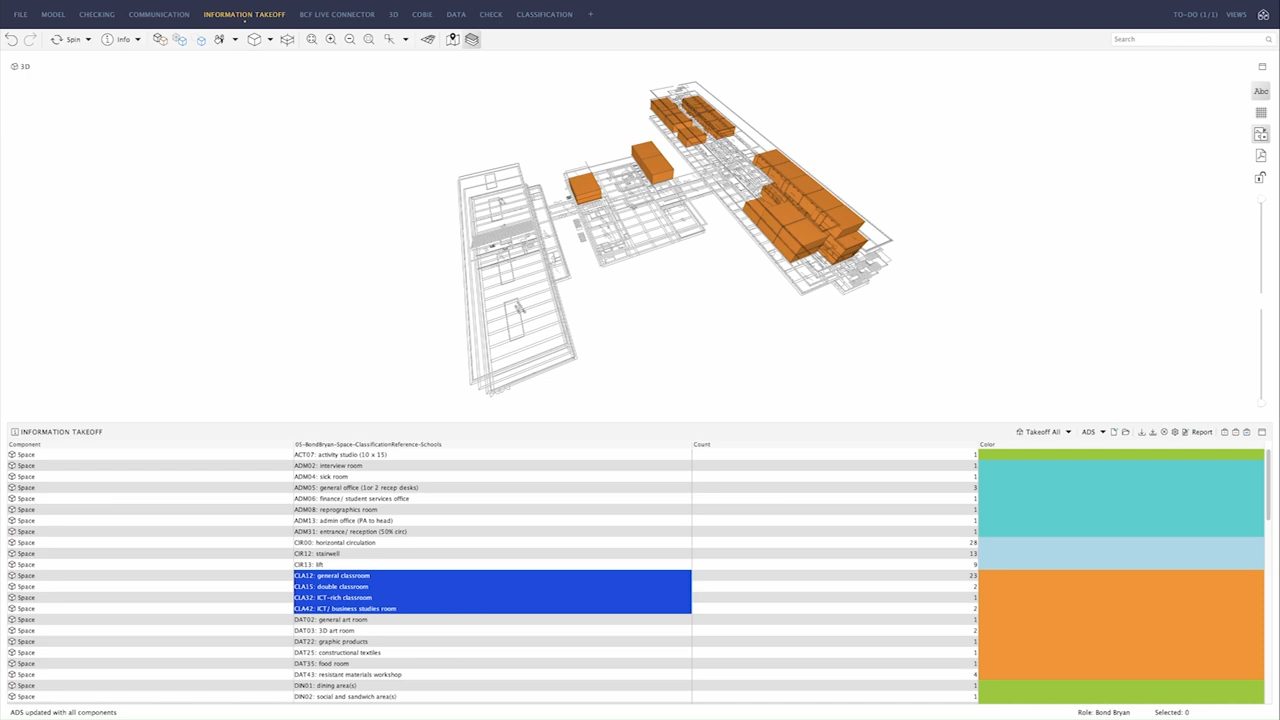 FILE MODEL CHECKING COMMUNICATION INFORMATION TAKEOFF BCF LIVE CONNECTOR 3D COBIE DATA CHECK CLASSIFICATION + TO-DO (1/1) VIEWS
Spin Info Search
3D
Abc
INFORMATION TAKEOFF Takeoff All ADS Report
Component 05-BondBryan-Space-ClassificationReference-Schools Count Color
Space ACT07: activity studio (10 x 15) 1
Space ADM02: interview room 1
Space ADM04: sick room 1
Space ADM05: general office (1or 2 recep desks) 3
Space ADM06: finance/ student services office 1
Space ADM08: reprographics room 1
Space ADM13: admin office (PA to head) 1
Space ADM31: entrance/ reception (50% circ) 1
Space CIR00: horizontal circulation 28
Space CIR12: stairwell 13
Space CIR13: lift 9
Space CLA12: general classroom 23
Space CLA15: double classroom 2
Space CLA32: ICT-rich classroom 1
Space CLA42: ICT/ business studies room 2
Space DAT02: general art room 1
Space DAT03: 3D art room 2
Space DAT22: graphic products 1
Space DAT25: constructional textiles 1
Space DAT35: food room 1
Space DAT43: resistant materials workshop 4
Space DIN01: dining area(s) 1
Space DIN02: social and sandwich area(s) 1
ADS updated with all components Role: Bond Bryan Selected: 0